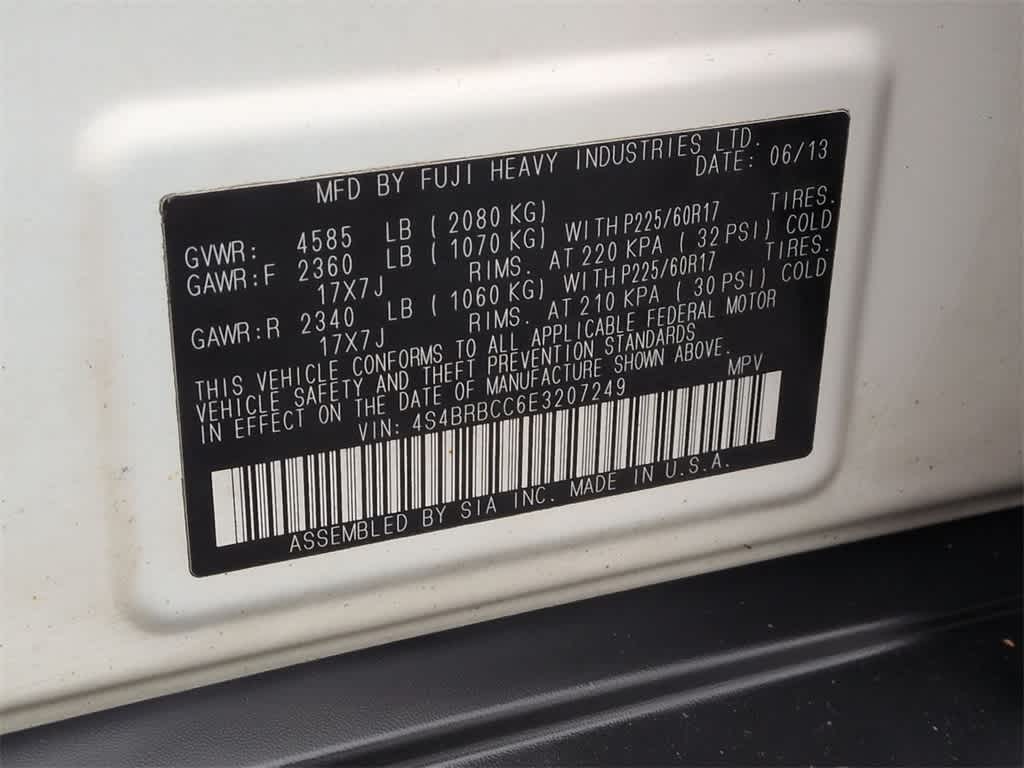 MFD BY FUJI HEAVY INDUSTRIES LTD.
DATE: 06/13
GVWR: 4585 LB ( 2080 KG)
GAWR:F 2360 LB ( 1070 KG) WITH P225/60R17 TIRES.
17X7J RIMS. AT 220 KPA ( 32 PSI) COLD
GAWR:R 2340 LB ( 1060 KG) WITH P225/60R17 TIRES.
17X7J RIMS. AT 210 KPA ( 30 PSI) COLD
THIS VEHICLE CONFORMS TO ALL APPLICABLE FEDERAL MOTOR
VEHICLE SAFETY AND THEFT PREVENTION STANDARDS
IN EFFECT ON THE DATE OF MANUFACTURE SHOWN ABOVE.
VIN: 4S4BRBCC6E3207249 MPV
ASSEMBLED BY SIA INC. MADE IN U.S.A.